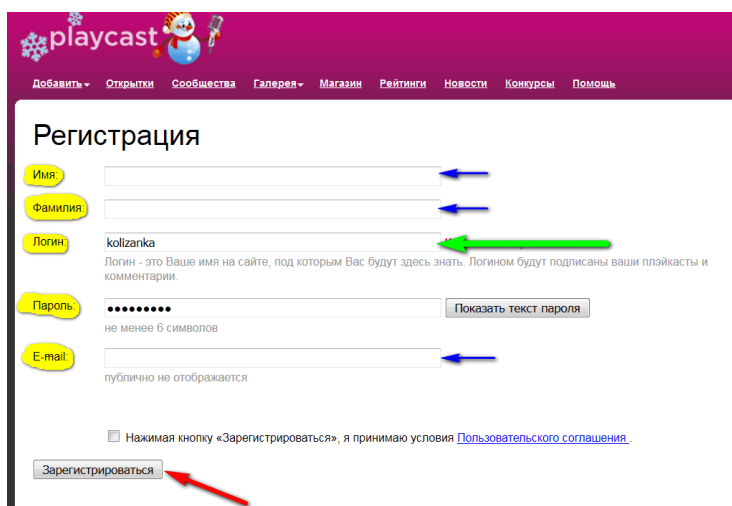 playcast
Добавить Открытки Сообщества Галерея Магазин Рейтинги Новости Конкурсы Помощь
Регистрация
Имя:
Фамилия:
Логин: kolizanka
Логин - это Ваше имя на сайте, под которым Вас будут здесь знать. Логином будут подписаны ваши плэйкасты и
комментарии.
Пароль: ●●●●●●●●● Показать текст пароля
не менее 6 символов
E-mail:
публично не отображается
Нажимая кнопку «Зарегистрироваться», я принимаю условия Пользовательского соглашения .
Зарегистрироваться